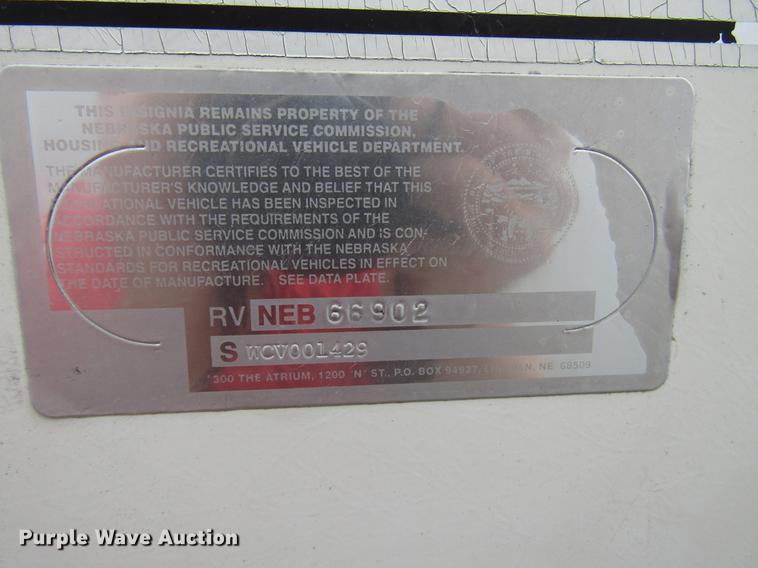 THIS INSIGNIA REMAINS PROPERTY OF THE
NEBRASKA PUBLIC SERVICE COMMISSION,
HOUSING AND RECREATIONAL VEHICLE DEPARTMENT.
THE MANUFACTURER CERTIFIES TO THE BEST OF THE
MANUFACTURER'S KNOWLEDGE AND BELIEF THAT THIS
RECREATIONAL VEHICLE HAS BEEN INSPECTED IN
ACCORDANCE WITH THE REQUIREMENTS OF THE
NEBRASKA PUBLIC SERVICE COMMISSION AND IS CON-
STRUCTED IN CONFORMANCE WITH THE NEBRASKA
STANDARDS FOR RECREATIONAL VEHICLES IN EFFECT ON
THE DATE OF MANUFACTURE. SEE DATA PLATE.
RV NEB 66902
S WCV001429
300 THE ATRIUM, 1200 'N' ST., P.O. BOX 94927, LINCOLN, NE 68509
Purple Wave Auction